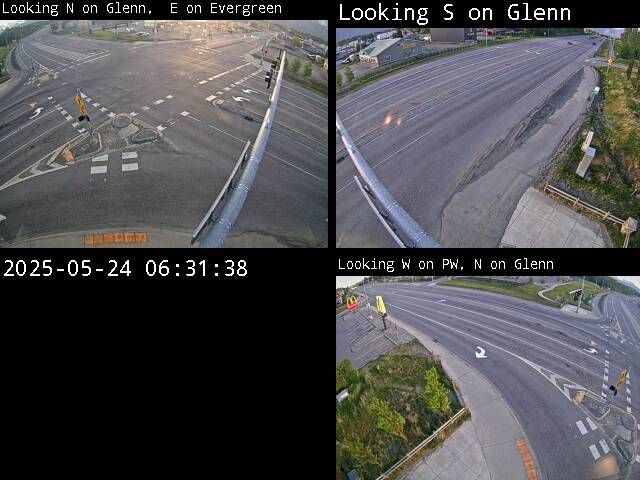 Looking N on Glenn,  E on Evergreen
Looking S on Glenn
2025-05-24 06:31:38
Looking W on PW, N on Glenn